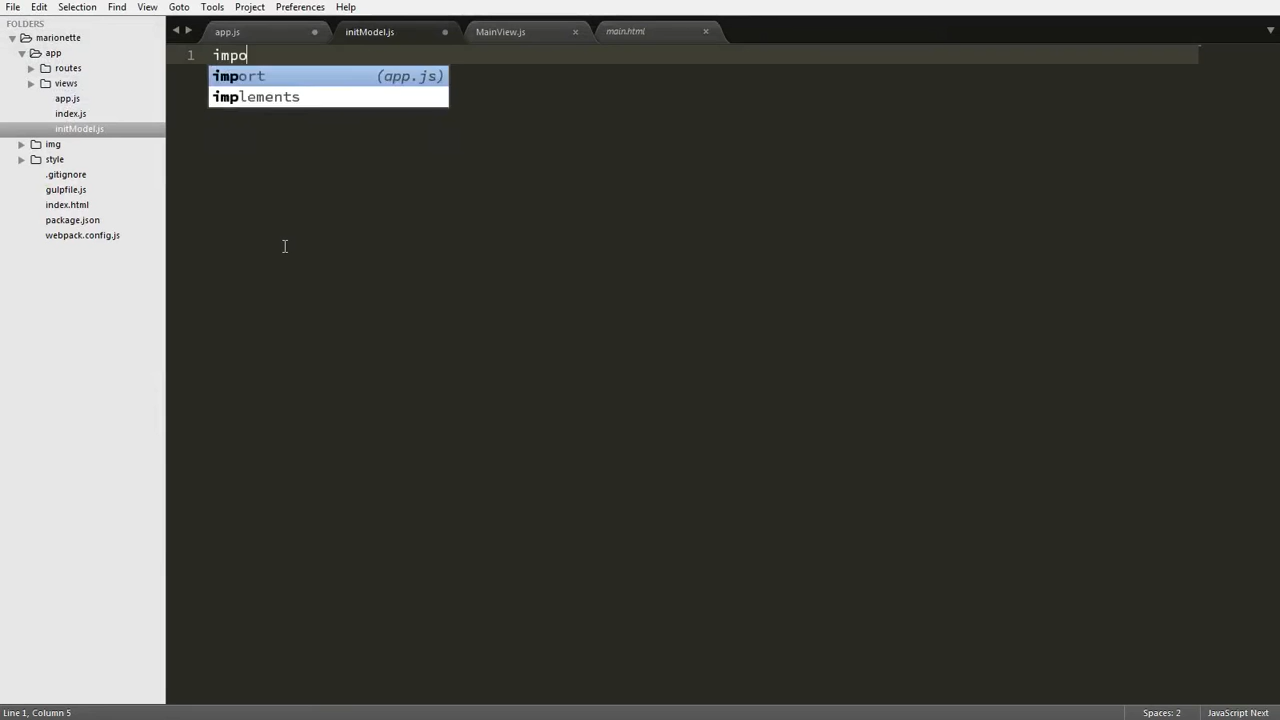 File Edit Selection Find View Goto Tools Project Preferences Help
FOLDERS
marionette
app
routes
views
app.js
index.js
initModel.js
img
style
.gitignore
gulpfile.js
index.html
package.json
webpack.config.js
app.js initModel.js MainView.js main.html
1 impo
import (app.js)
implements
Line 1, Column 5 Spaces: 2 JavaScript Next